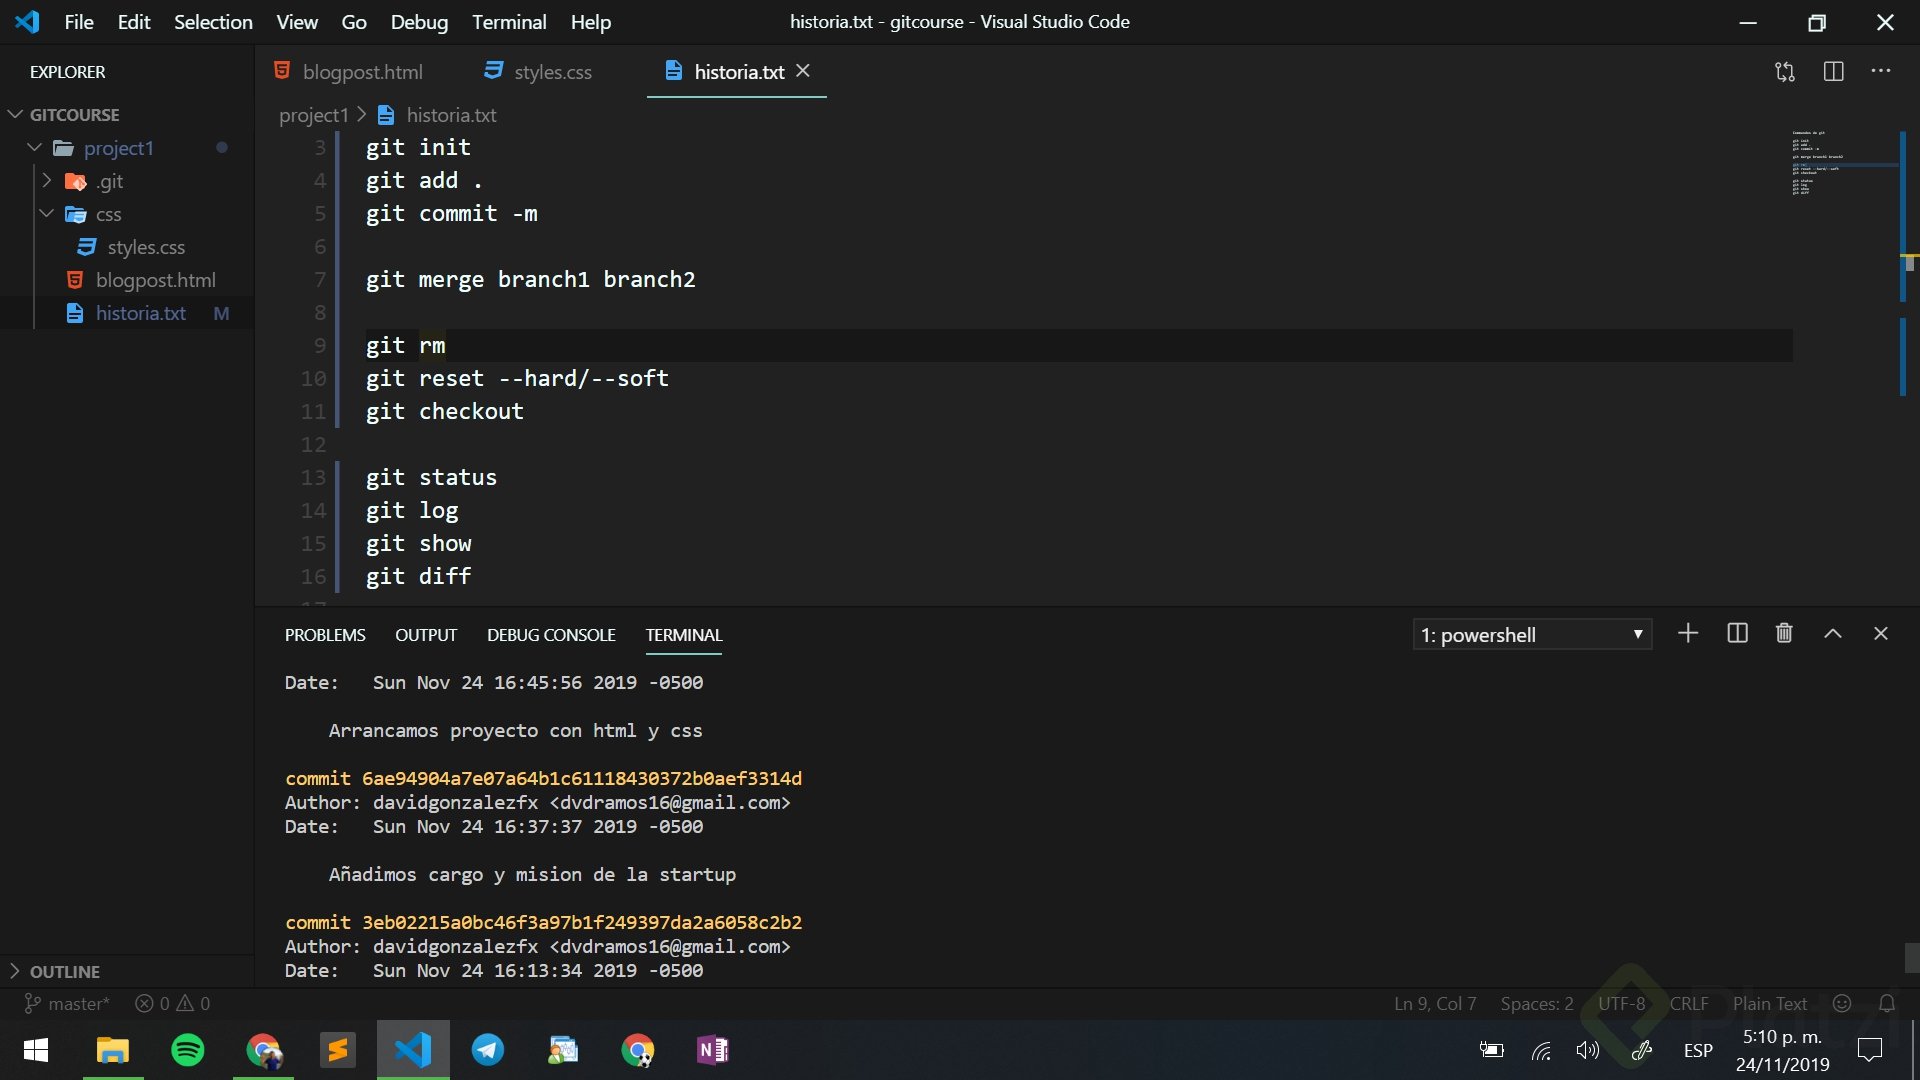 File Edit Selection View Go Debug Terminal Help historia.txt - gitcourse - Visual Studio Code
EXPLORER
blogpost.html styles.css historia.txt
GITCOURSE
project1 > historia.txt
project1
.git
css
styles.css
blogpost.html
historia.txt M
3 git init
4 git add .
5 git commit -m
6
7 git merge branch1 branch2
8
9 git rm
10 git reset --hard/--soft
11 git checkout
12
13 git status
14 git log
15 git show
16 git diff
17
PROBLEMS OUTPUT DEBUG CONSOLE TERMINAL 1: powershell
Date: Sun Nov 24 16:45:56 2019 -0500
Arrancamos proyecto con html y css
commit 6ae94904a7e07a64b1c61118430372b0aef3314d
Author: davidgonzalezfx <dvdramos16@gmail.com>
Date: Sun Nov 24 16:37:37 2019 -0500
Añadimos cargo y mision de la startup
commit 3eb02215a0bc46f3a97b1f249397da2a6058c2b2
Author: davidgonzalezfx <dvdramos16@gmail.com>
Date: Sun Nov 24 16:13:34 2019 -0500
OUTLINE
master* 0 0 Ln 9, Col 7 Spaces: 2 UTF-8 CRLF Plain Text
Platzi
ESP 5:10 p. m.
24/11/2019